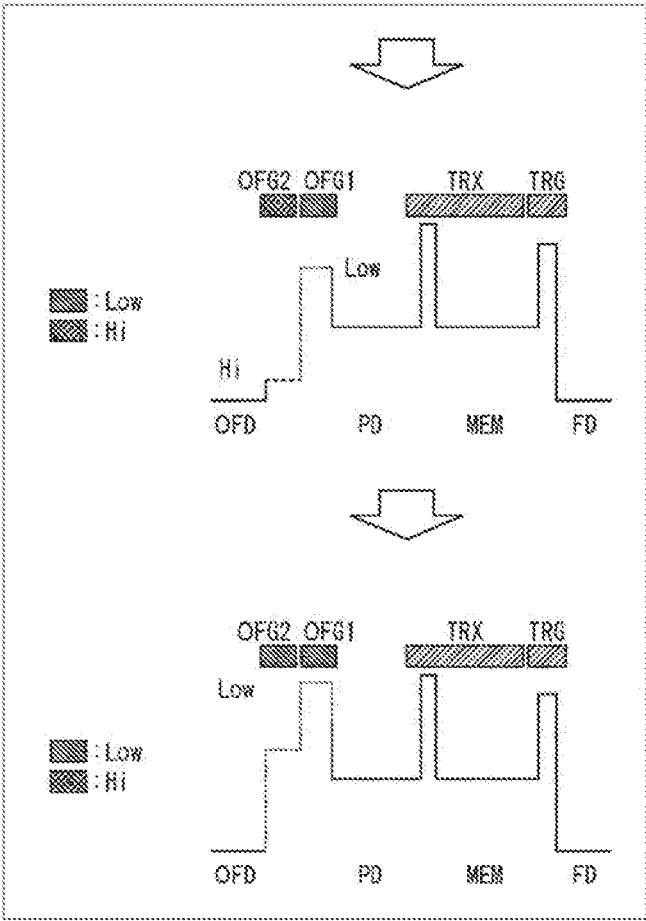 OFG2 OFG1 TRX TRG
Low
:Low
:Hi
Hi
OFD PD MEM FD
OFG2 OFG1 TRX TRG
Low
:Low
:Hi
OFD PD MEM FD